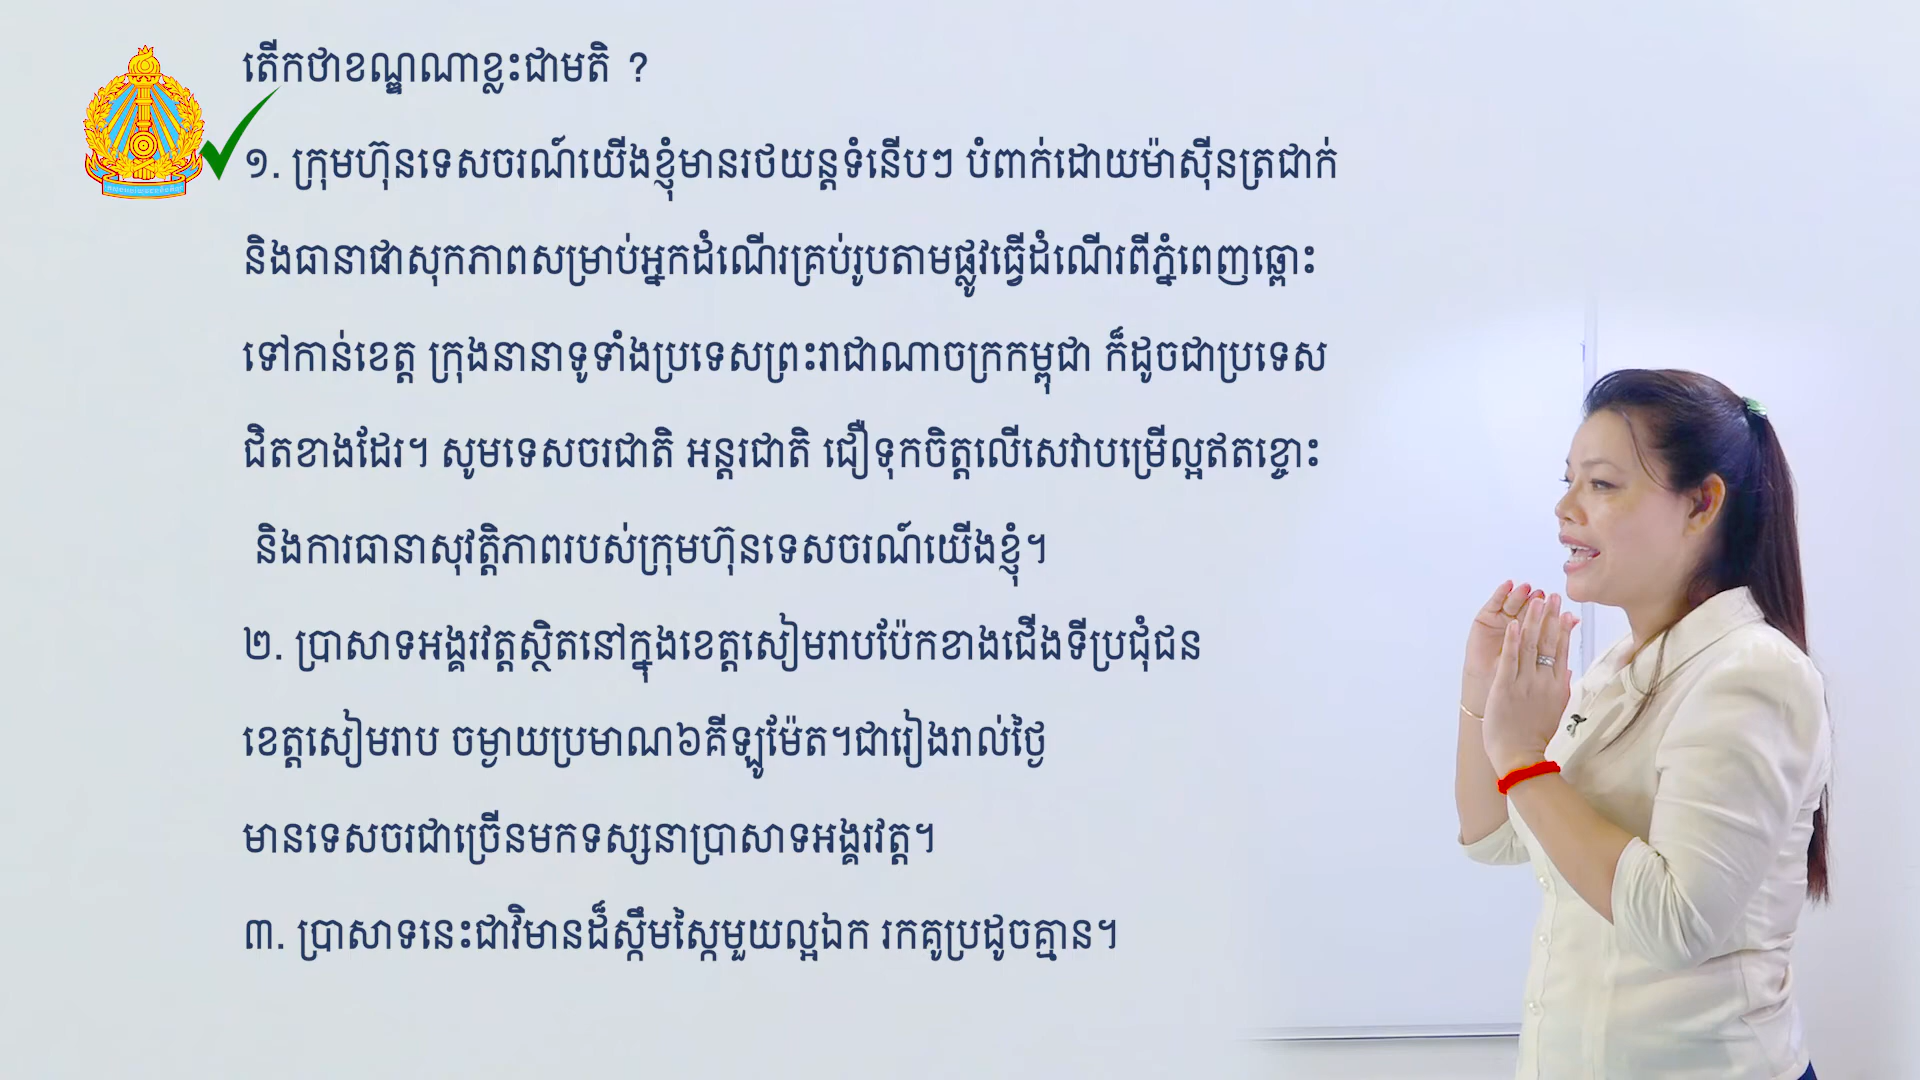 តើកថាខណ្ឌណាខ្លះជាមតិ ?
១. ក្រុមហ៊ុនទេសចរណ៍យើងខ្ញុំមានរថយន្តទំនើបៗ បំពាក់ដោយម៉ាស៊ីនត្រជាក់
និងធានាផាសុកភាពសម្រាប់អ្នកដំណើរគ្រប់រូបតាមផ្លូវធ្វើដំណើរពីភ្នំពេញឆ្ពោះ
ទៅកាន់ខេត្ត ក្រុងនានាទូទាំងប្រទេសព្រះរាជាណាចក្រកម្ពុជា ក៏ដូចជាប្រទេស
ជិតខាងដែរ។ សូមទេសចរជាតិ អន្តរជាតិ ជឿទុកចិត្តលើសេវាបម្រើល្អឥតខ្ចោះ
និងការធានាសុវត្តិភាពរបស់ក្រុមហ៊ុនទេសចរណ៍យើងខ្ញុំ។
២. ប្រាសាទអង្គរវត្តស្ថិតនៅក្នុងខេត្តសៀមរាបប៉ែកខាងជើងទីប្រជុំជន
ខេត្តសៀមរាប ចម្ងាយប្រមាណ៦គីឡូម៉ែត។ជារៀងរាល់ថ្ងៃ
មានទេសចរជាច្រើនមកទស្សនាប្រាសាទអង្គរវត្ត។
៣. ប្រាសាទនេះជាវិមានដ៏ស្កឹមស្កៃមួយល្អឯក រកគូប្រដូចគ្មាន។